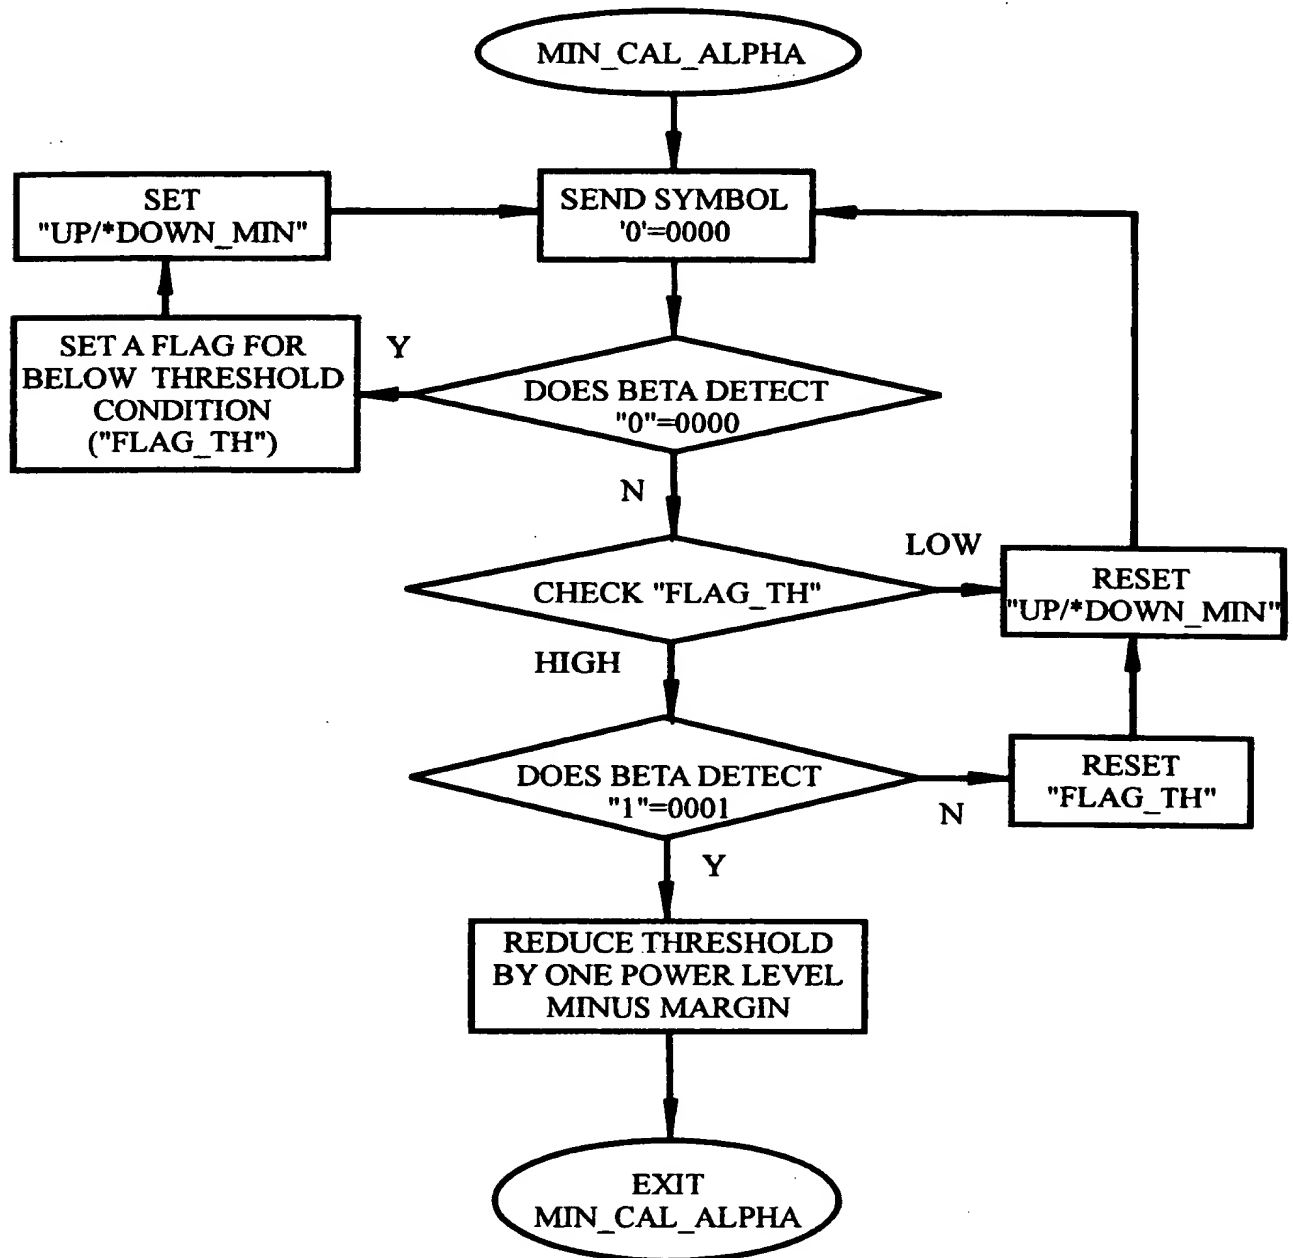 MIN_CAL_ALPHA
SET
"UP/*DOWN_MIN"
SEND SYMBOL
'0'=0000
SET A FLAG FOR
BELOW THRESHOLD
CONDITION
("FLAG_TH")
Y
DOES BETA DETECT
"0"=0000
N
CHECK "FLAG_TH"
LOW
RESET
"UP/*DOWN_MIN"
HIGH
DOES BETA DETECT
"1"=0001
N
RESET
"FLAG_TH"
Y
REDUCE THRESHOLD
BY ONE POWER LEVEL
MINUS MARGIN
EXIT
MIN_CAL_ALPHA